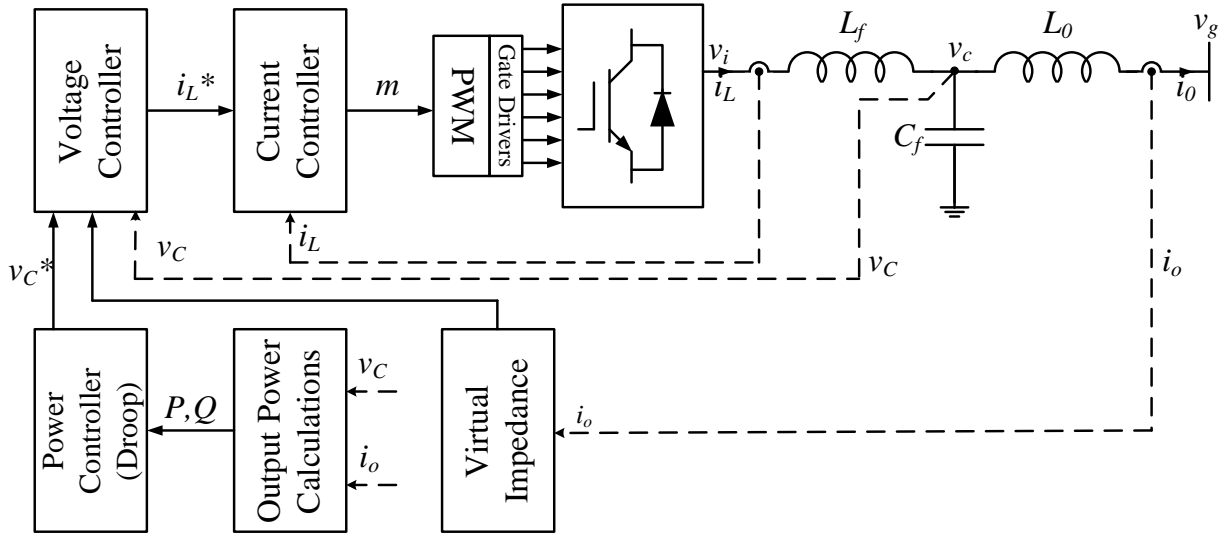 Voltage
Controller
i_L*
Current
Controller
m
PWM
Gate Drivers
v_i
i_L
L_f
v_c
L_0
v_g
i_0
C_f
i_L
v_C
v_C
i_o
v_C*
Power
Controller
(Droop)
P,Q
Output Power
Calculations
v_C
i_o
Virtual
Impedance
i_o